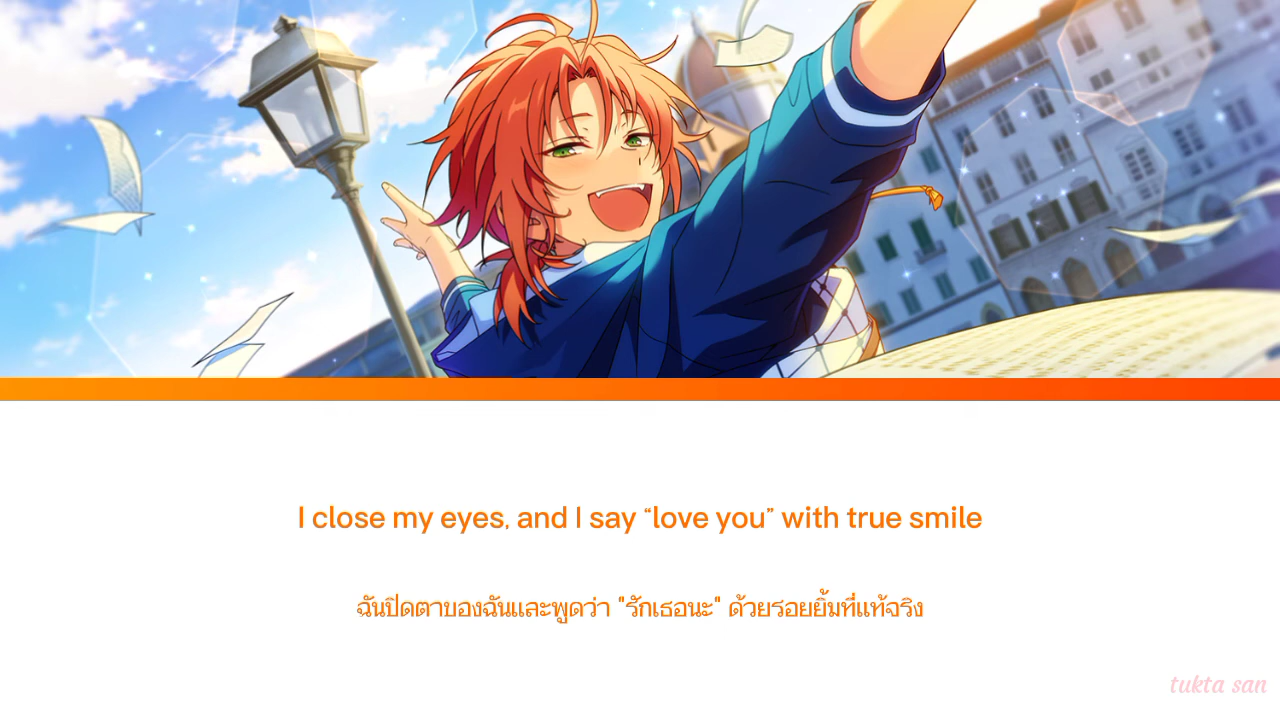 I close my eyes, and I say “love you” with true smile
ฉันปิดตาของฉันและพูดว่า "รักเธอนะ" ด้วยรอยยิ้มที่แท้จริง
tukta san